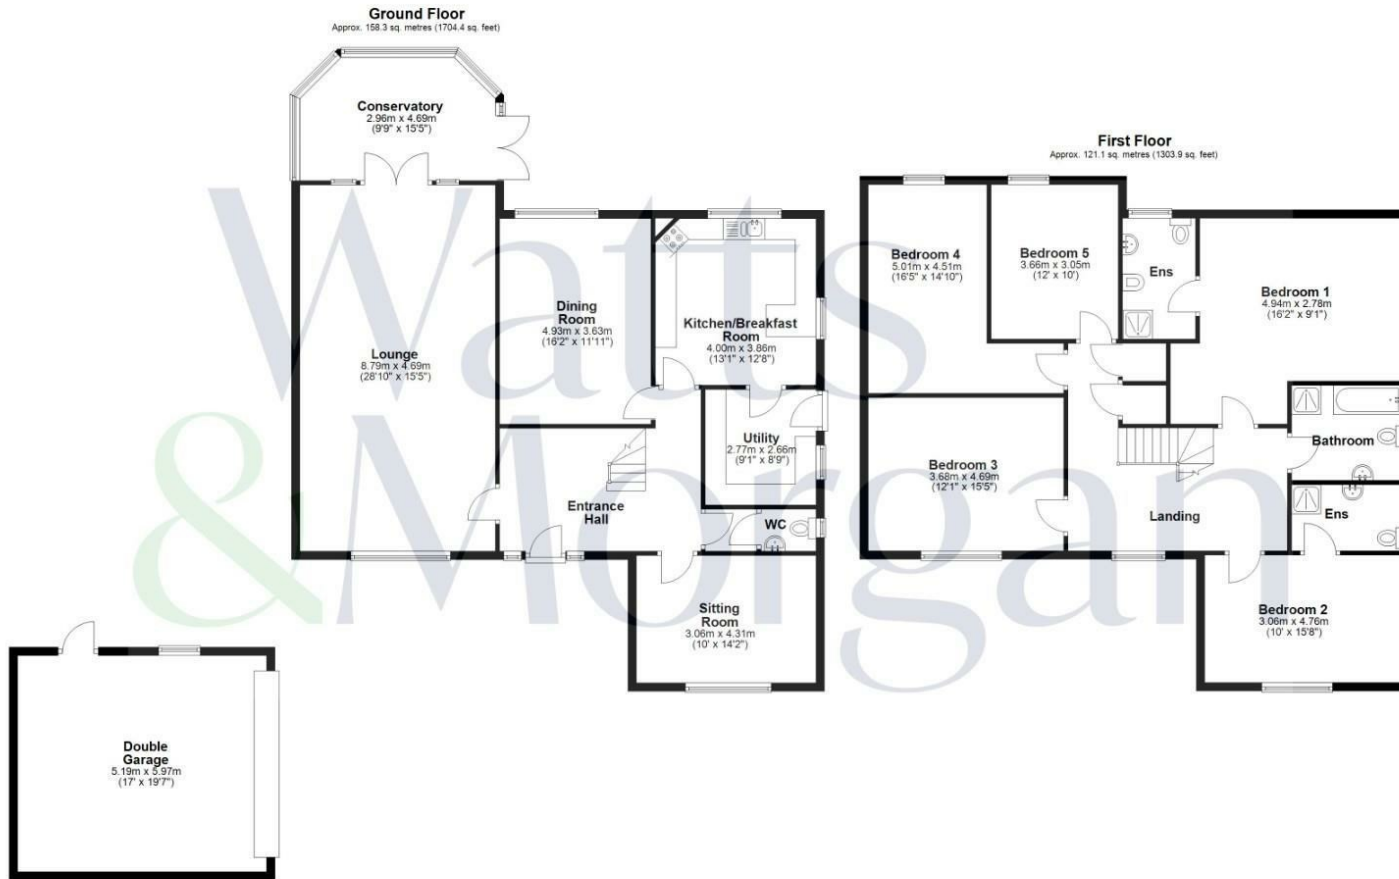 Ground Floor
Approx. 158.3 sq. metres (1704.4 sq. feet)
Conservatory
2.96m x 4.69m
(9'9" x 15'5")
First Floor
Approx. 121.1 sq. metres (1303.9 sq. feet)
Watts
& Morgan
Lounge
8.79m x 4.69m
(28'10" x 15'5")
Dining
Room
4.93m x 3.63m
(16'2" x 11'11")
Kitchen/Breakfast
Room
4.00m x 3.86m
(13'1" x 12'8")
Utility
2.77m x 2.66m
(9'1" x 8'9")
Entrance
Hall
WC
Sitting
Room
3.06m x 4.31m
(10' x 14'2")
Double
Garage
5.19m x 5.97m
(17' x 19'7")
Bedroom 4
5.01m x 4.51m
(16'5" x 14'10")
Bedroom 5
3.66m x 3.05m
(12' x 10')
Ens
Bedroom 1
4.94m x 2.78m
(16'2" x 9'1")
Bathroom
Bedroom 3
3.68m x 4.69m
(12'1" x 15'5")
Ens
Landing
Bedroom 2
3.06m x 4.76m
(10' x 15'8")